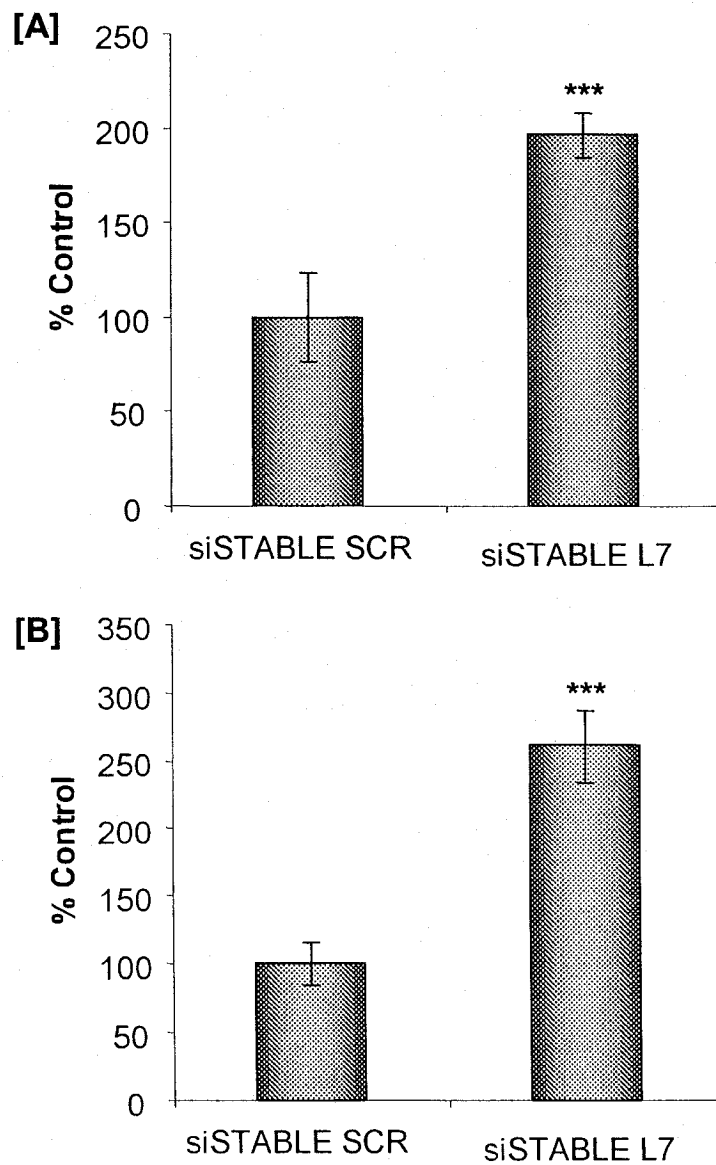 [A]
250
200
150
100
50
0
% Control
***
siSTABLE SCR
siSTABLE L7
[B]
350
300
250
200
150
100
50
0
% Control
***
siSTABLE SCR
siSTABLE L7